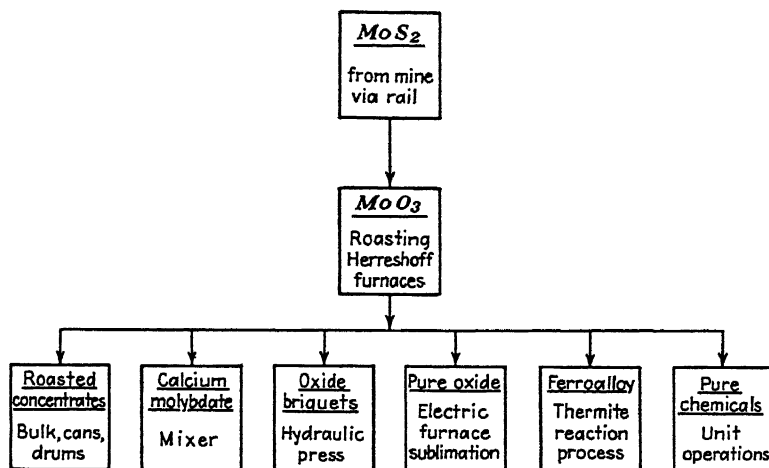 MoS₂
from mine
via rail
MoO₃
Roasting
Herreshoff
furnaces
Roasted
concentrates
Bulk, cans,
drums
Calcium
molybdate
Mixer
Oxide
briquets
Hydraulic
press
Pure oxide
Electric
furnace
sublimation
Ferroalloy
Thermite
reaction
process
Pure
chemicals
Unit
operations